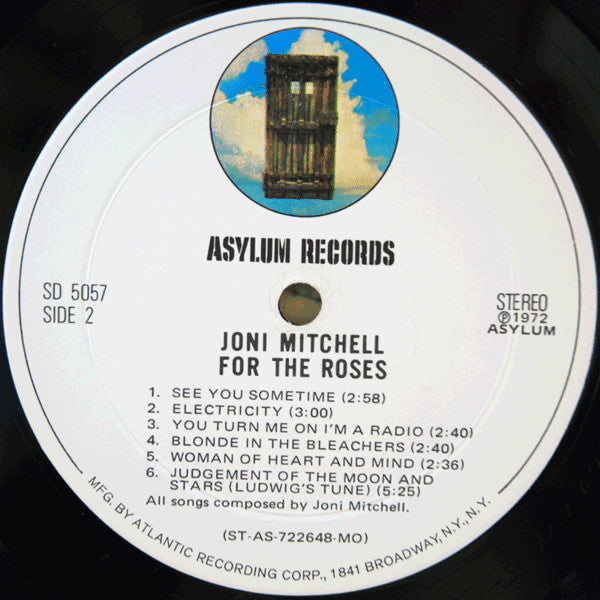 ASYLUM RECORDS
SD 5057
SIDE 2
STEREO
Ⓟ1972
ASYLUM
JONI MITCHELL
FOR THE ROSES
1. SEE YOU SOMETIME (2:58)
2. ELECTRICITY (3:00)
3. YOU TURN ME ON I'M A RADIO (2:40)
4. BLONDE IN THE BLEACHERS (2:40)
5. WOMAN OF HEART AND MIND (2:36)
6. JUDGEMENT OF THE MOON AND
STARS (LUDWIG'S TUNE) (5:25)
All songs composed by Joni Mitchell.
(ST-AS-722648-MO)
MFG. BY ATLANTIC RECORDING CORP., 1841 BROADWAY, N.Y., N.Y.